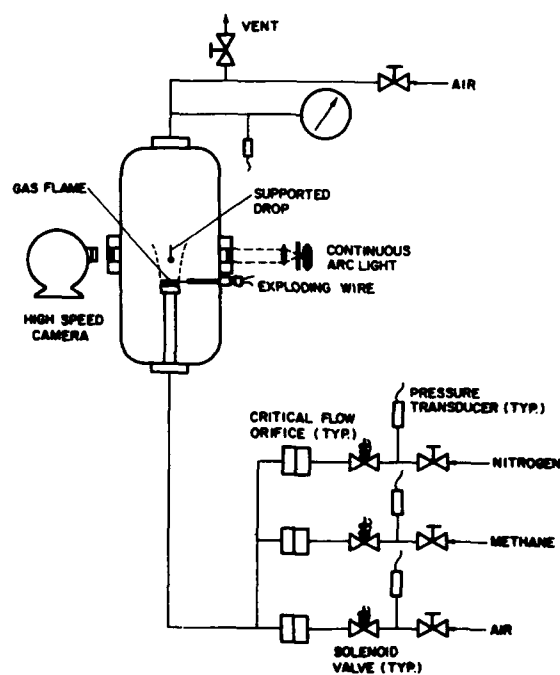 VENT
AIR
GAS FLAME
SUPPORTED
DROP
CONTINUOUS
ARC LIGHT
EXPLODING WIRE
HIGH SPEED
CAMERA
PRESSURE
TRANSDUCER (TYP.)
CRITICAL FLOW
ORIFICE (TYP.)
NITROGEN
METHANE
AIR
SOLENOID
VALVE (TYP.)